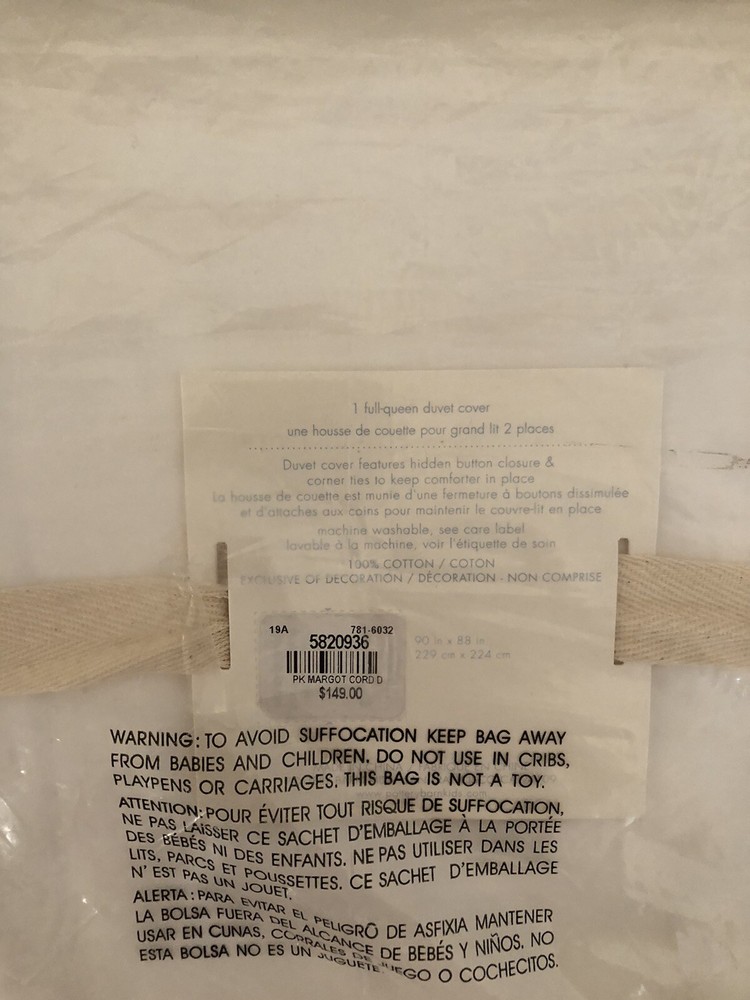 1 full-queen duvet cover
une housse de couette pour grand lit 2 places
Duvet cover features hidden button closure &
corner ties to keep comforter in place
La housse de couette est munie d'une fermeture à boutons dissimulée
et d'attaches aux coins pour maintenir le couvre-lit en place
machine washable, see care label
lavable à la machine, voir l'étiquette de soin
100% COTTON / COTON
EXCLUSIVE OF DECORATION / DÉCORATION - NON COMPRISE
19A 781-6032
5820936
PK MARGOT CORD D
$149.00
90 in x 88 in
229 cm x 224 cm
WARNING: TO AVOID SUFFOCATION KEEP BAG AWAY
FROM BABIES AND CHILDREN. DO NOT USE IN CRIBS,
PLAYPENS OR CARRIAGES. THIS BAG IS NOT A TOY.
ATTENTION: POUR ÉVITER TOUT RISQUE DE SUFFOCATION,
NE PAS LAISSER CE SACHET D'EMBALLAGE À LA PORTÉE
DES BÉBÉS NI DES ENFANTS. NE PAS UTILISER DANS LES
LITS, PARCS ET POUSSETTES. CE SACHET D'EMBALLAGE
N'EST PAS UN JOUET.
ALERTA: PARA EVITAR EL PELIGRO DE ASFIXIA MANTENER
LA BOLSA FUERA DEL ALCANCE DE BEBÉS Y NIÑOS. NO
USAR EN CUNAS, CORRALES DE JUEGO O COCHECITOS.
ESTA BOLSA NO ES UN JUGUETE.